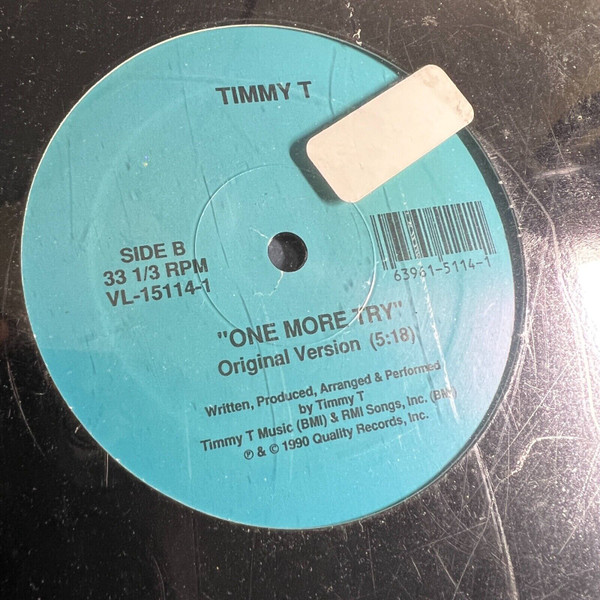 TIMMY T
SIDE B
33 1/3 RPM
VL-15114-1
63961-5114-1
"ONE MORE TRY"
Original Version (5:18)
Written, Produced, Arranged & Performed
by Timmy T
Timmy T Music (BMI) & RMI Songs, Inc. (BMI)
℗ & © 1990 Quality Records, Inc.